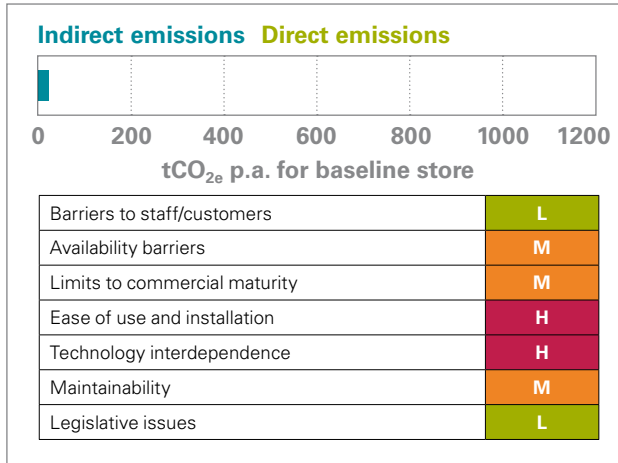 Indirect emissions Direct emissions
0 200 400 600 800 1000 1200
tCO2e p.a. for baseline store
Barriers to staff/customers L
Availability barriers M
Limits to commercial maturity M
Ease of use and installation H
Technology interdependence H
Maintainability M
Legislative issues L